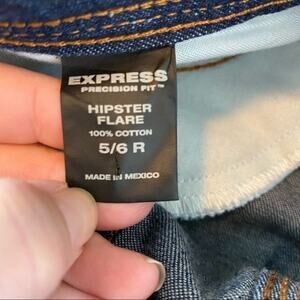 EXPRESS
PRECISION FIT™
HIPSTER
FLARE
100% COTTON
5/6 R
MADE IN MEXICO